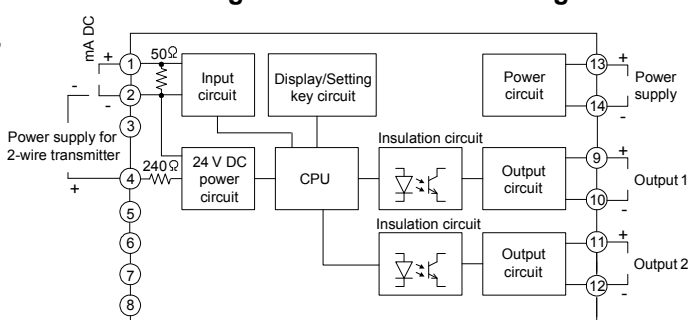 mA DC
+
50Ω
1
-
2
-
3
Power supply for
2-wire transmitter
240Ω
4
+
5
6
7
8
Input
circuit
Display/Setting
key circuit
24 V DC
power
circuit
CPU
Insulation circuit
Insulation circuit
Power
circuit
13
+
Power
supply
14
-
Output
circuit
9
+
Output 1
10
-
Output
circuit
11
+
Output 2
12
-